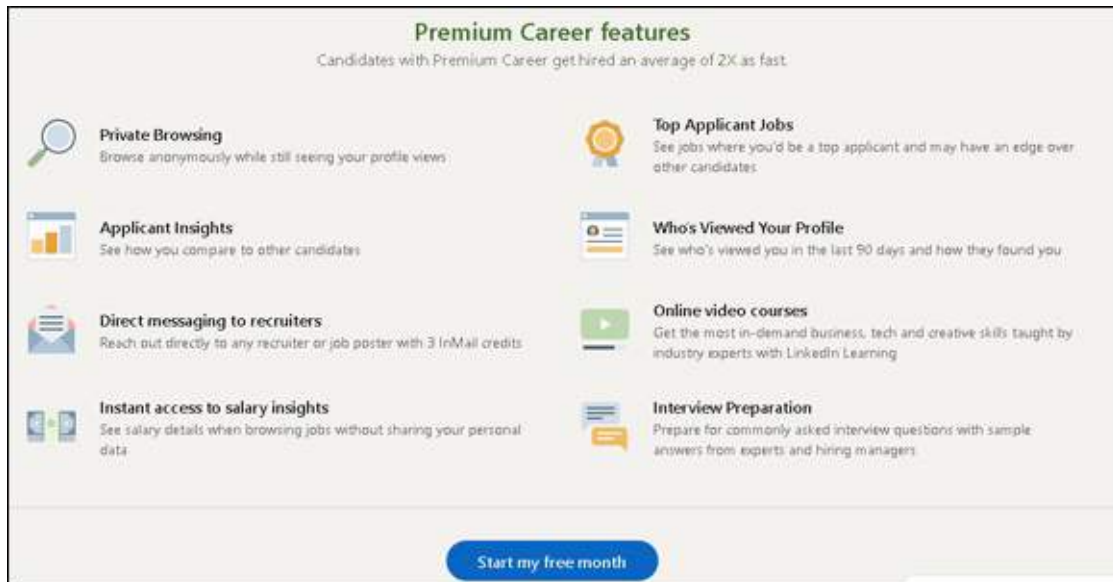 Premium Career features
Candidates with Premium Career get hired an average of 2X as fast
Private Browsing
Browse anonymously while still seeing your profile views
Applicant Insights
See how you compare to other candidates
Direct messaging to recruiters
Reach out directly to any recruiter or job poster with 3 InMail credits
Instant access to salary insights
See salary details when browsing jobs without sharing your personal
data
Top Applicant Jobs
See jobs where you'd be a top applicant and may have an edge over
other candidates
Who's Viewed Your Profile
See who's viewed you in the last 90 days and how they found you
Online video courses
Get the most in-demand business, tech and creative skills taught by
industry experts with LinkedIn Learning
Interview Preparation
Prepare for commonly asked interview questions with sample
answers from experts and hiring managers
Start my free month